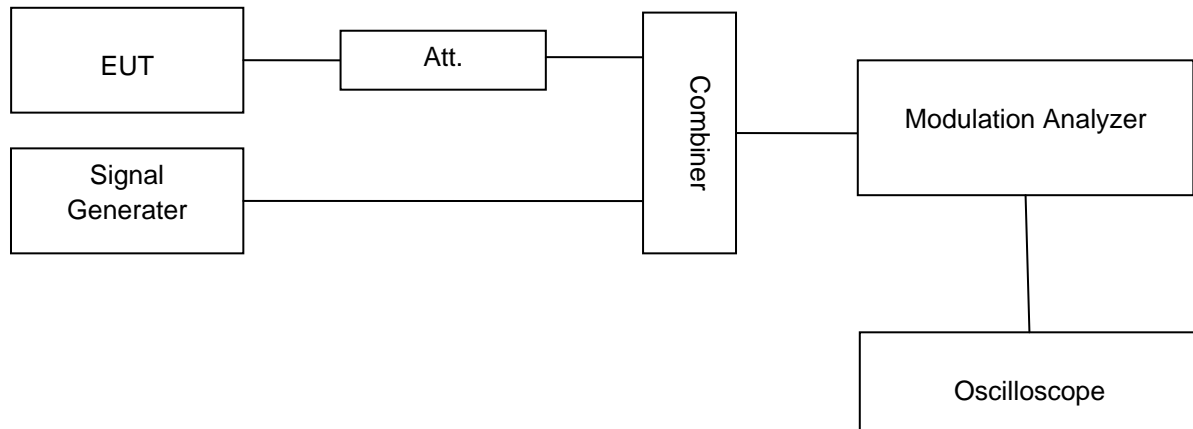 EUT
Att.
Combiner
Modulation Analyzer
Signal
Generater
Oscilloscope